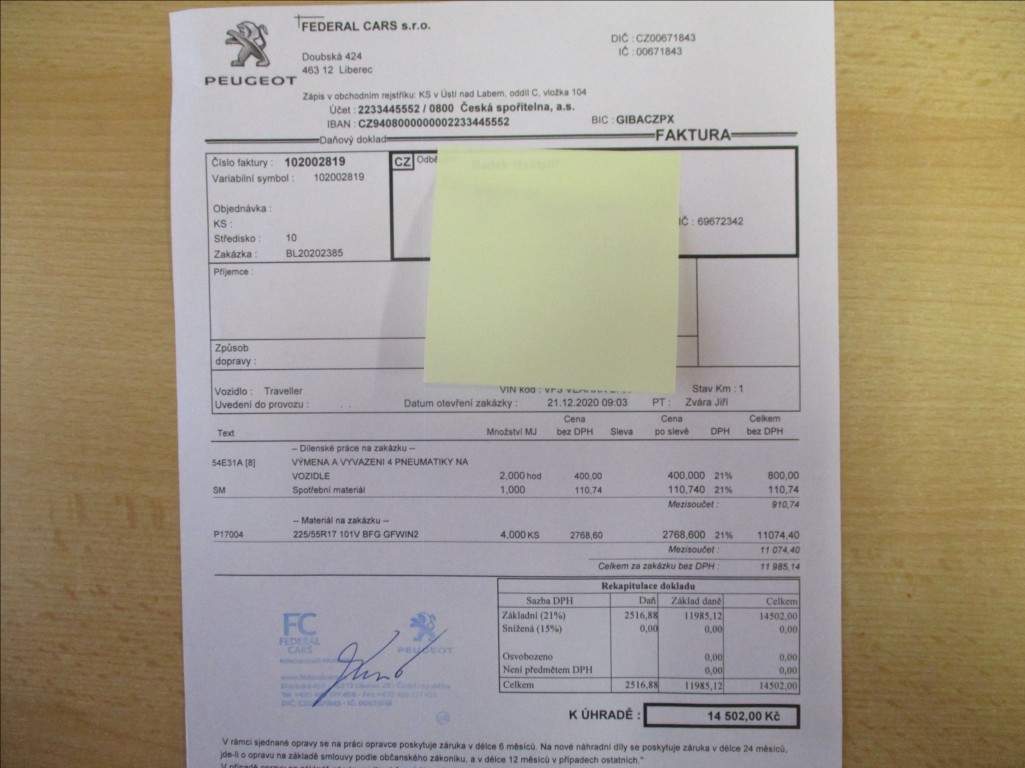 FEDERAL CARS s.r.o.
PEUGEOT
Doubská 424
463 12 Liberec
DIČ : CZ00671843
IČ : 00671843
Zápis v obchodním rejstříku: KS v Ústí nad Labem, oddíl C, vložka 104
Účet : 2233445552 / 0800 Česká spořitelna, a.s.
IBAN : CZ9408000000002233445552 BIC : GIBACZPX
Daňový doklad FAKTURA
Číslo faktury : 102002819
Variabilní symbol : 102002819
Objednávka :
KS :
Středisko : 10
Zakázka : BL20202385
CZ Odbě
IČ : 69672342
Příjemce :
Způsob
dopravy :
Vozidlo : Traveller VIN kód : Stav Km : 1
Uvedení do provozu : . . Datum otevření zakázky : 21.12.2020 09:03 PT : Zvára Jiří
Text Množství MJ Cena bez DPH Sleva Cena po slevě DPH Celkem bez DPH
-- Dílenské práce na zakázku --
54E31A [8] VÝMENA A VYVAZENI 4 PNEUMATIKY NA
VOZIDLE 2,000 hod 400,00 400,000 21% 800,00
SM Spotřební materiál 1,000 110,74 110,740 21% 110,74
Mezisoučet : 910,74
-- Materiál na zakázku --
P17004 225/55R17 101V BFG GFWIN2 4,000 KS 2768,60 2768,600 21% 11074,40
Mezisoučet : 11 074,40
Celkem za zakázku bez DPH : 11 985,14
Rekapitulace dokladu
Sazba DPH Daň Základ daně Celkem
Základní (21%) 2516,88 11985,12 14502,00
Snížená (15%) 0,00 0,00 0,00
Osvobozeno 0,00 0,00
Není předmětem DPH 0,00 0,00
Celkem 2516,88 11985,12 14502,00
FC
FEDERAL
CARS
PEUGEOT
K ÚHRADĚ : 14 502,00 Kč
V rámci sjednané opravy se na práci opravce poskytuje záruka v délce 6 měsíců. Na nové náhradní díly se poskytuje záruka v délce 24 měsíců,
jde-li o opravu na základě smlouvy podle občanského zákoníku, a v délce 12 měsíců v případech ostatních."